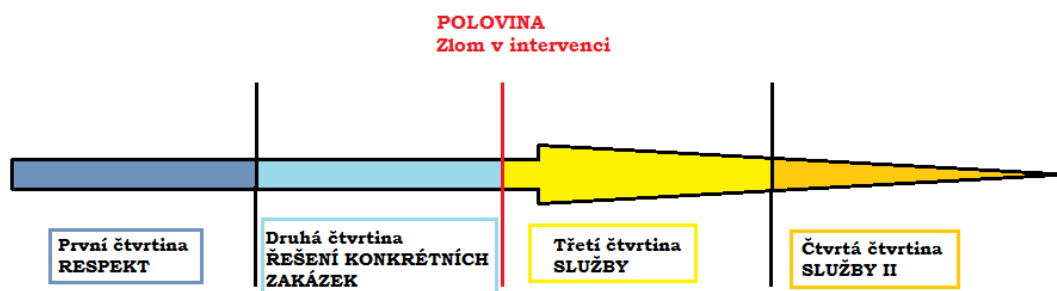 POLOVINA
Zlom v intervenci
První čtvrtina
RESPEKT
Druhá čtvrtina
ŘEŠENÍ KONKRÉTNÍCH
ZAKÁZEK
Třetí čtvrtina
SLUŽBY
Čtvrtá čtvrtina
SLUŽBY II